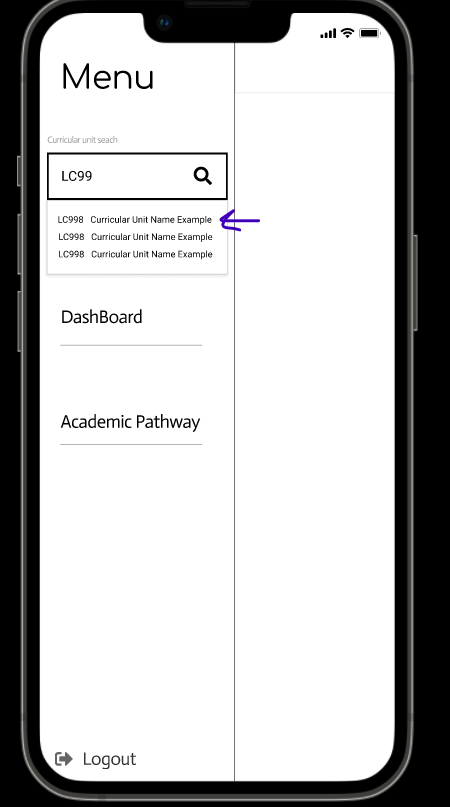 Menu
Curricular unit seach
LC99
LC998 Curricular Unit Name Example
LC998 Curricular Unit Name Example
LC998 Curricular Unit Name Example
DashBoard
Academic Pathway
Logout